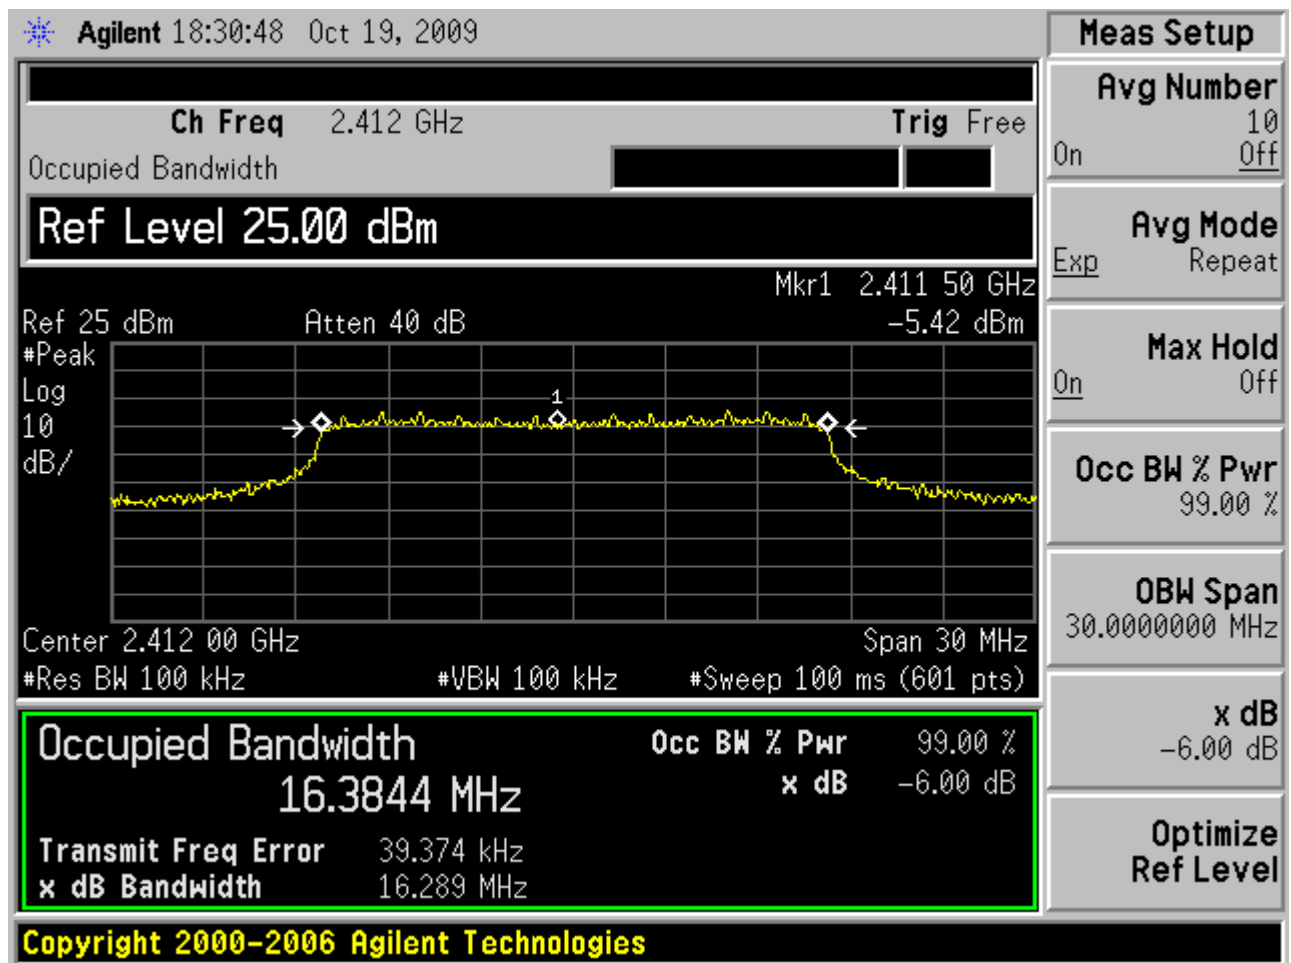 Agilent 18:30:48 Oct 19, 2009
Meas Setup
Ch Freq 2.412 GHz Trig Free
Occupied Bandwidth
Ref Level 25.00 dBm
Mkr1 2.411 50 GHz
Ref 25 dBm Atten 40 dB -5.42 dBm
#Peak
Log
10
dB/
1
Center 2.412 00 GHz Span 30 MHz
#Res BW 100 kHz #VBW 100 kHz #Sweep 100 ms (601 pts)
Occupied Bandwidth Occ BW % Pwr 99.00 %
16.3844 MHz x dB -6.00 dB
Transmit Freq Error 39.374 kHz
x dB Bandwidth 16.289 MHz
Avg Number
10
On Off
Avg Mode
Exp Repeat
Max Hold
On Off
Occ BW % Pwr
99.00 %
OBW Span
30.0000000 MHz
x dB
-6.00 dB
Optimize
Ref Level
Copyright 2000-2006 Agilent Technologies